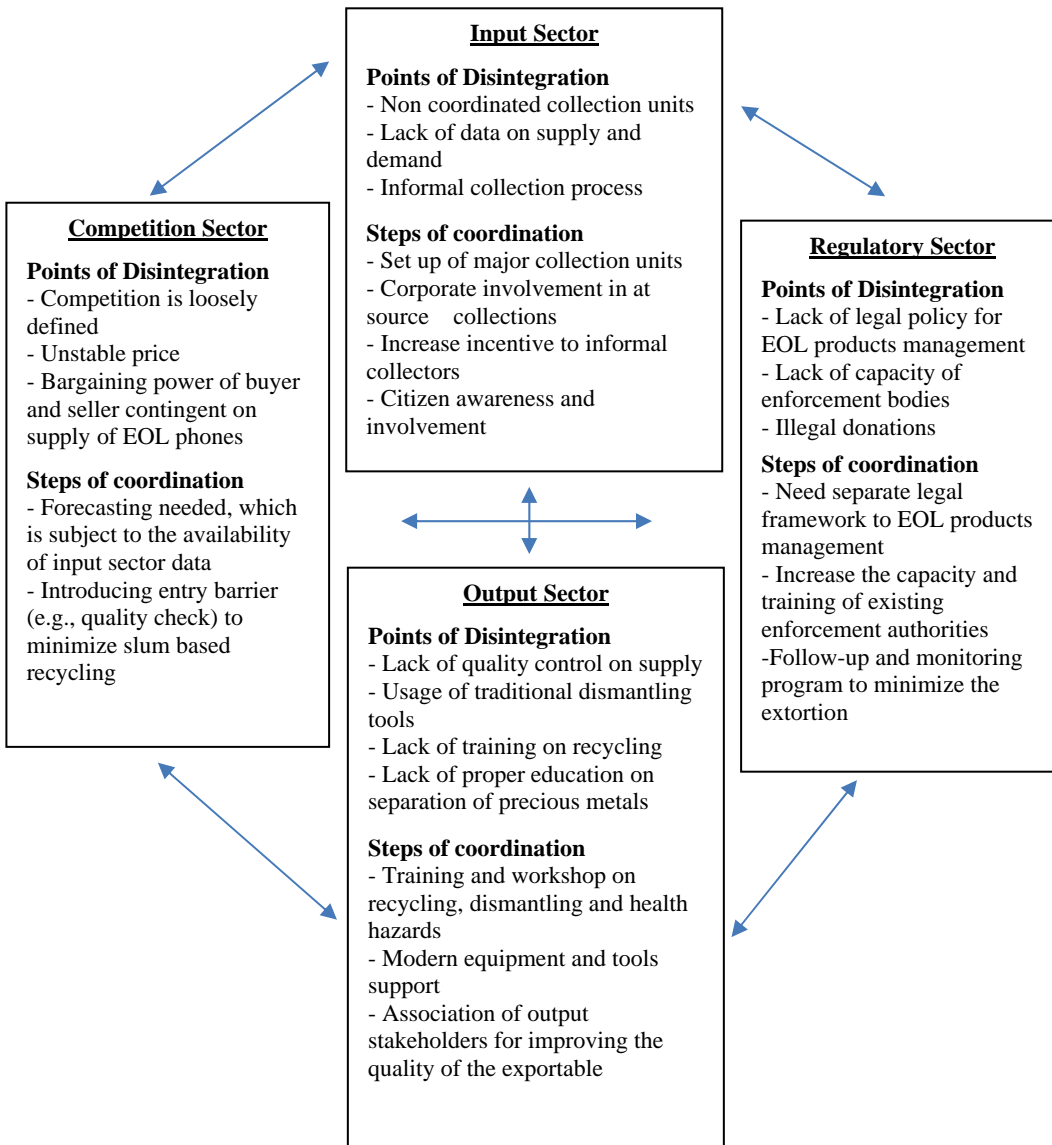 Input Sector
Points of Disintegration
- Non coordinated collection units
- Lack of data on supply and
demand
- Informal collection process
Steps of coordination
- Set up of major collection units
- Corporate involvement in at
source collections
- Increase incentive to informal
collectors
- Citizen awareness and
involvement
Competition Sector
Points of Disintegration
- Competition is loosely
defined
- Unstable price
- Bargaining power of buyer
and seller contingent on
supply of EOL phones
Steps of coordination
- Forecasting needed, which
is subject to the availability
of input sector data
- Introducing entry barrier
(e.g., quality check) to
minimize slum based
recycling
Regulatory Sector
Points of Disintegration
- Lack of legal policy for
EOL products management
- Lack of capacity of
enforcement bodies
- Illegal donations
Steps of coordination
- Need separate legal
framework to EOL products
management
- Increase the capacity and
training of existing
enforcement authorities
-Follow-up and monitoring
program to minimize the
extortion
Output Sector
Points of Disintegration
- Lack of quality control on supply
- Usage of traditional dismantling
tools
- Lack of training on recycling
- Lack of proper education on
separation of precious metals
Steps of coordination
- Training and workshop on
recycling, dismantling and health
hazards
- Modern equipment and tools
support
- Association of output
stakeholders for improving the
quality of the exportable